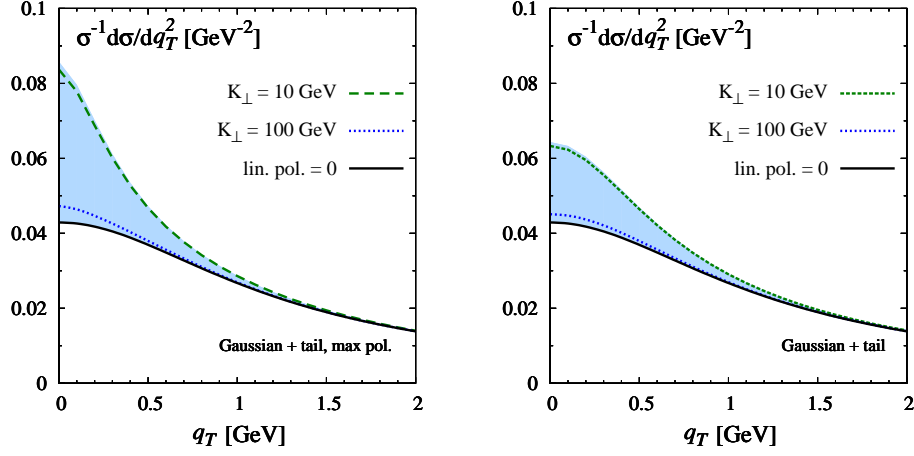 0.1
σ⁻¹dσ/dq_T² [GeV⁻²]
0.08
K⊥ = 10 GeV
K⊥ = 100 GeV
0.06
lin. pol. = 0
0.04
0.02
Gaussian + tail, max pol.
0
0 0.5 1 1.5 2
q_T [GeV]
0.1
σ⁻¹dσ/dq_T² [GeV⁻²]
0.08
K⊥ = 10 GeV
K⊥ = 100 GeV
0.06
lin. pol. = 0
0.04
0.02
Gaussian + tail
0
0 0.5 1 1.5 2
q_T [GeV]